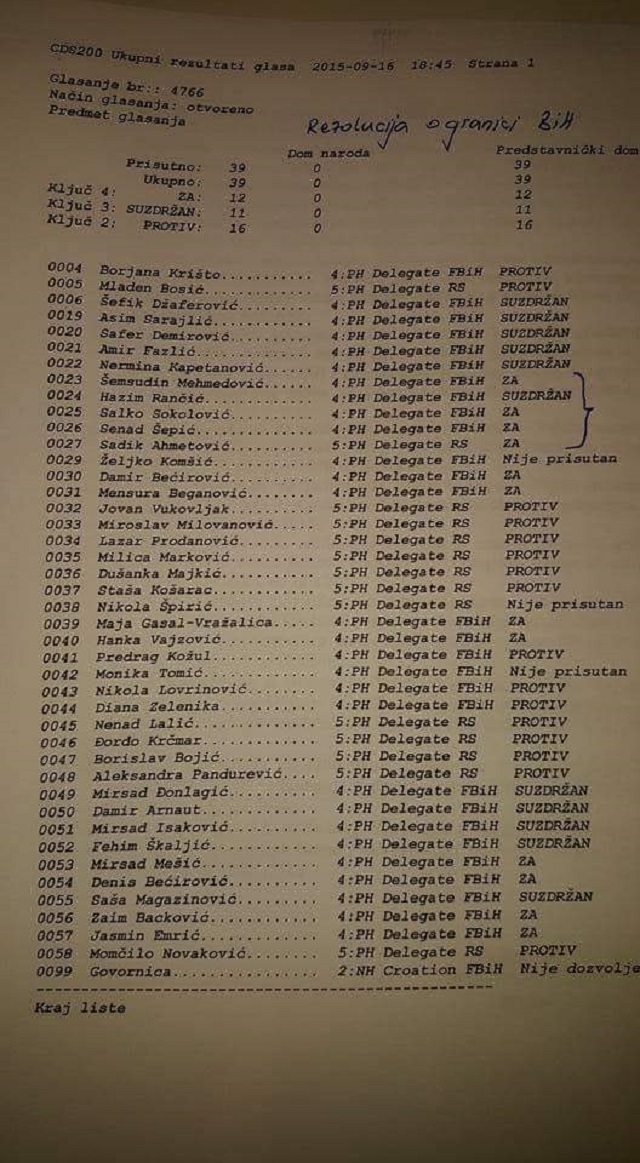 CDS200 Ukupni rezultati glasa 2015-09-16 18:45 Strana 1
Glasanje br:: 4766
Način glasanja: otvoreno
Predmet glasanja
Rezolucija o granici BiH
Dom naroda Predstavnički dom
Prisutno: 39 0 39
Ukupno: 39 0 39
Ključ 4: ZA: 12 0 12
Ključ 3: SUZDRŽAN: 11 0 11
Ključ 2: PROTIV: 16 0 16
0004 Borjana Krišto........... 4:PH Delegate FBiH PROTIV
0005 Mladen Bosić............ 5:PH Delegate RS PROTIV
0006 Šefik Džaferović......... 4:PH Delegate FBiH SUZDRŽAN
0019 Asim Sarajlić............ 4:PH Delegate FBiH SUZDRŽAN
0020 Safer Demirović.......... 4:PH Delegate FBiH SUZDRŽAN
0021 Amir Fazlić.............. 4:PH Delegate FBiH SUZDRŽAN
0022 Nermina Kapetanović...... 4:PH Delegate FBiH SUZDRŽAN
0023 Šemsudin Mehmedović...... 4:PH Delegate FBiH ZA
0024 Hazim Rančić............. 4:PH Delegate FBiH SUZDRŽAN
0025 Salko Sokolović.......... 4:PH Delegate FBiH ZA
0026 Senad Šepić.............. 4:PH Delegate FBiH ZA
0027 Sadik Ahmetović.......... 5:PH Delegate RS ZA
0029 Željko Komšić............ 4:PH Delegate FBiH Nije prisutan
0030 Damir Bećirović.......... 4:PH Delegate FBiH ZA
0031 Mensura Beganović........ 4:PH Delegate FBiH ZA
0032 Jovan Vukovljak.......... 5:PH Delegate RS PROTIV
0033 Miroslav Milovanović..... 5:PH Delegate RS PROTIV
0034 Lazar Prodanović......... 5:PH Delegate RS PROTIV
0035 Milica Marković.......... 5:PH Delegate RS PROTIV
0036 Dušanka Majkić........... 5:PH Delegate RS PROTIV
0037 Staša Košarac............ 5:PH Delegate RS PROTIV
0038 Nikola Špirić............ 5:PH Delegate RS Nije prisutan
0039 Maja Gasal-Vražalica..... 4:PH Delegate FBiH ZA
0040 Hanka Vajzović........... 4:PH Delegate FBiH ZA
0041 Predrag Kožul............ 4:PH Delegate FBiH PROTIV
0042 Monika Tomić............. 4:PH Delegate FBiH Nije prisutan
0043 Nikola Lovrinović........ 4:PH Delegate FBiH PROTIV
0044 Diana Zelenika........... 4:PH Delegate FBiH PROTIV
0045 Nenad Lalić.............. 5:PH Delegate RS PROTIV
0046 Đorđo Krčmar............. 5:PH Delegate RS PROTIV
0047 Borislav Bojić........... 5:PH Delegate RS PROTIV
0048 Aleksandra Pandurević.... 5:PH Delegate RS PROTIV
0049 Mirsad Đonlagić.......... 4:PH Delegate FBiH SUZDRŽAN
0050 Damir Arnaut............. 4:PH Delegate FBiH SUZDRŽAN
0051 Mirsad Isaković.......... 4:PH Delegate FBiH SUZDRŽAN
0052 Fehim Škaljić............ 4:PH Delegate FBiH SUZDRŽAN
0053 Mirsad Mešić............. 4:PH Delegate FBiH ZA
0054 Denis Bećirović.......... 4:PH Delegate FBiH ZA
0055 Saša Magazinović......... 4:PH Delegate FBiH SUZDRŽAN
0056 Zaim Backović............ 4:PH Delegate FBiH ZA
0057 Jasmin Emrić............. 4:PH Delegate FBiH ZA
0058 Momčilo Novaković........ 5:PH Delegate RS PROTIV
0099 Govornica................ 2:NH Croation FBiH Nije dozvolje
Kraj liste